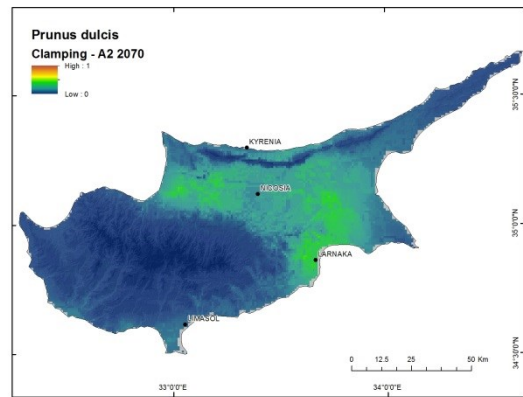 Prunus dulcis
Clamping - A2 2070
High : 1
Low : 0
KYRENIA
NICOSIA
LARNAKA
LIMASOL
35°30'0"N
35°0'0"N
34°30'0"N
0 12.5 25 50 Km
33°0'0"E 34°0'0"E